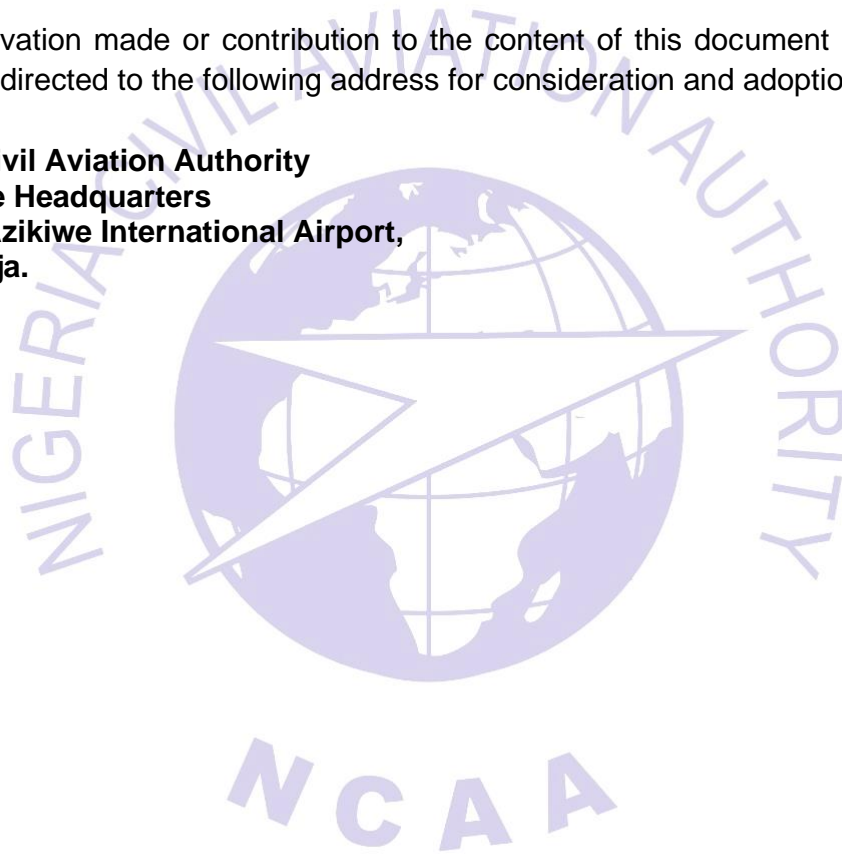 vation made or contribution to the content of this document
directed to the following address for consideration and adoptio
vil Aviation Authority
e Headquarters
zikiwe International Airport,
ja.
NIGERIA CIVIL AVIATION AUTHORITY
NCAA